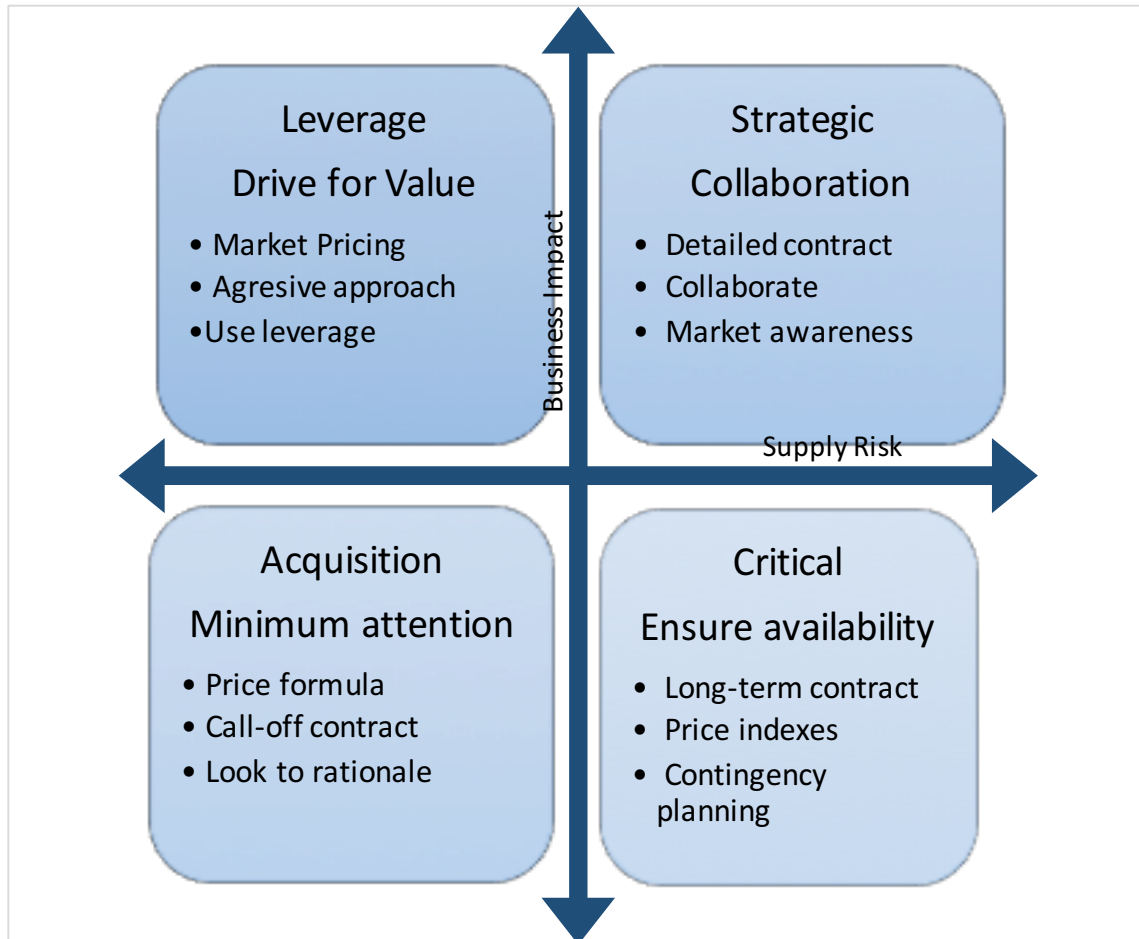 Leverage
Drive for Value
• Market Pricing
• Agresive approach
•Use leverage
Business Impact
Strategic
Collaboration
• Detailed contract
• Collaborate
• Market awareness
Supply Risk
Acquisition
Minimum attention
• Price formula
• Call-off contract
• Look to rationale
Critical
Ensure availability
• Long-term contract
• Price indexes
• Contingency
planning